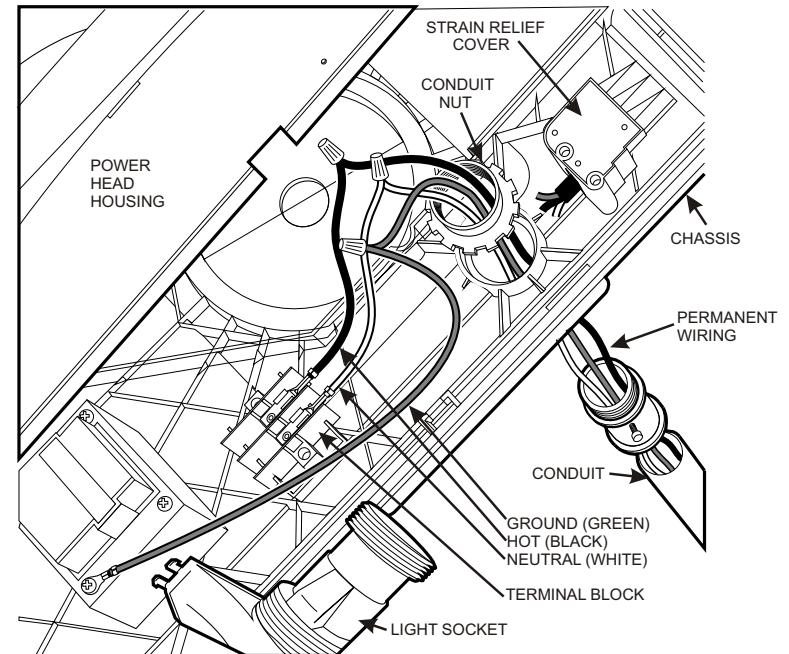 STRAIN RELIEF
COVER
CONDUIT
NUT
POWER
HEAD
HOUSING
CHASSIS
PERMANENT
WIRING
CONDUIT
GROUND (GREEN)
HOT (BLACK)
NEUTRAL (WHITE)
TERMINAL BLOCK
LIGHT SOCKET